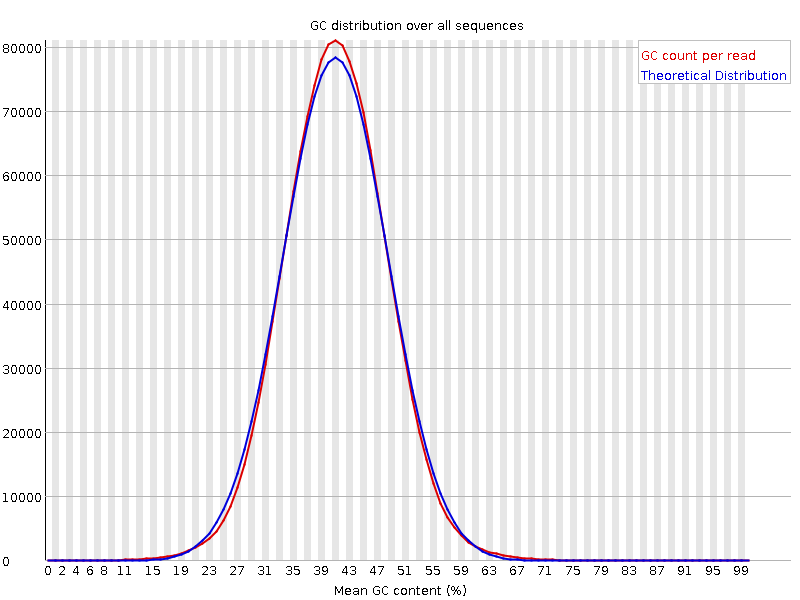 GC distribution over all sequences
GC count per read
Theoretical Distribution
80000
70000
60000
50000
40000
30000
20000
10000
0
0 2 4 6 8 11 15 19 23 27 31 35 39 43 47 51 55 59 63 67 71 75 79 83 87 91 95 99
Mean GC content (%)